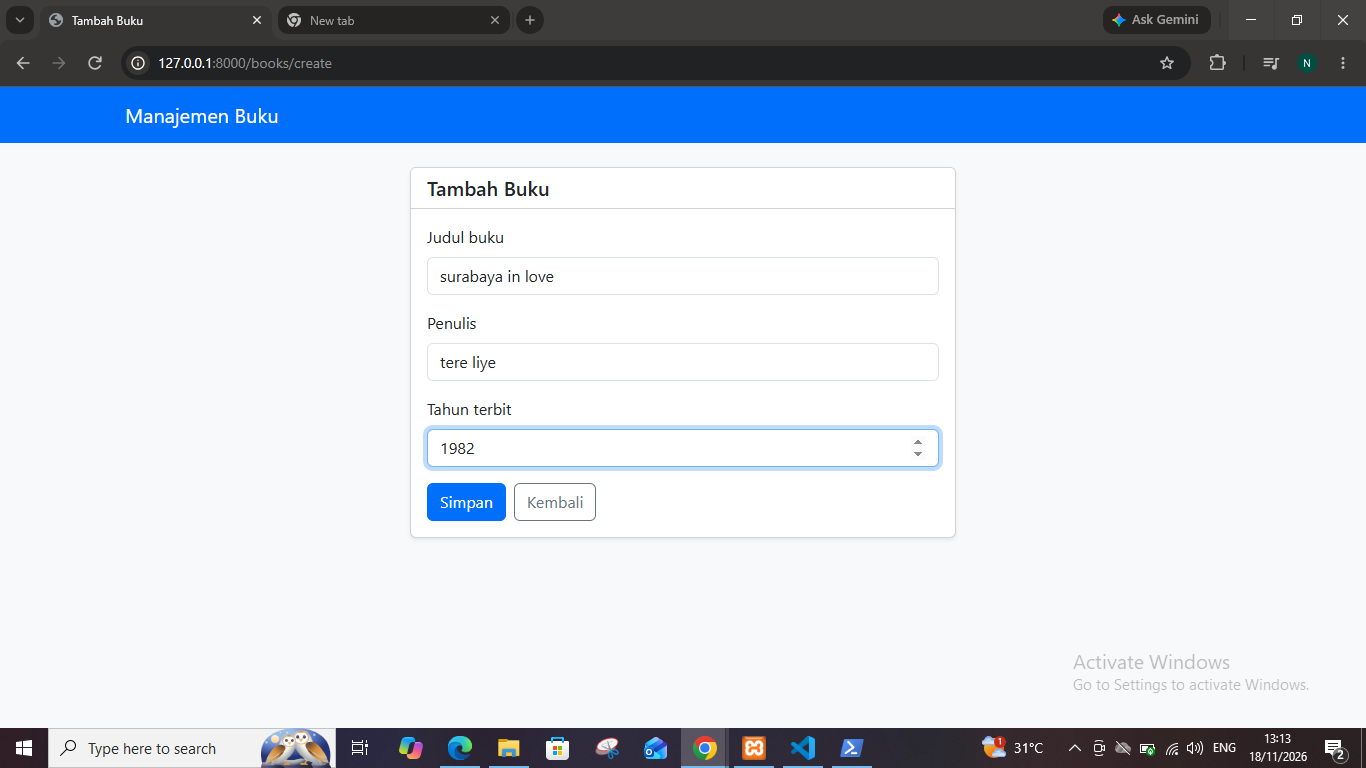 Tambah Buku
New tab
Ask Gemini
127.0.0.1:8000/books/create
N
Manajemen Buku
Tambah Buku
Judul buku
surabaya in love
Penulis
tere liye
Tahun terbit
1982
Simpan
Kembali
Activate Windows
Go to Settings to activate Windows.
Type here to search
1
31°C
ENG
13:13
18/11/2026
2